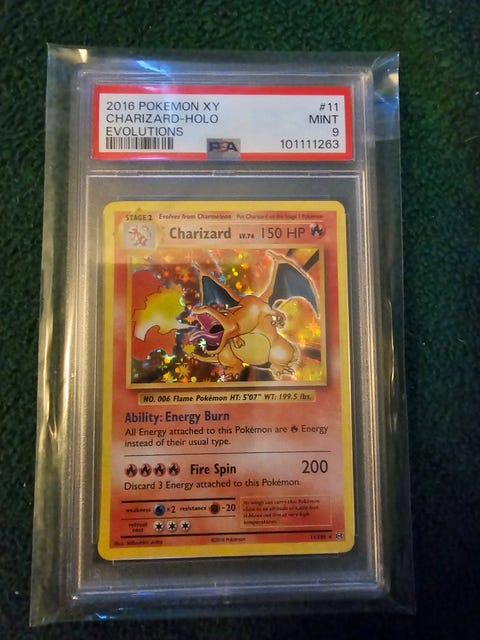 2016 POKEMON XY #11
CHARIZARD-HOLO MINT
EVOLUTIONS 9
PSA 101111263
STAGE 2 Evolves from Charmeleon Put Charizard on the Stage 1 Pokémon
Charizard LV.76 150 HP
NO. 006 Flame Pokémon HT: 5'07" WT: 199.5 lbs.
Ability: Energy Burn
All Energy attached to this Pokémon are Energy
instead of their usual type.
Fire Spin 200
Discard 3 Energy attached to this Pokémon.
weakness ×2 resistance -20
retreat
cost
©2016 Pokémon
11/108